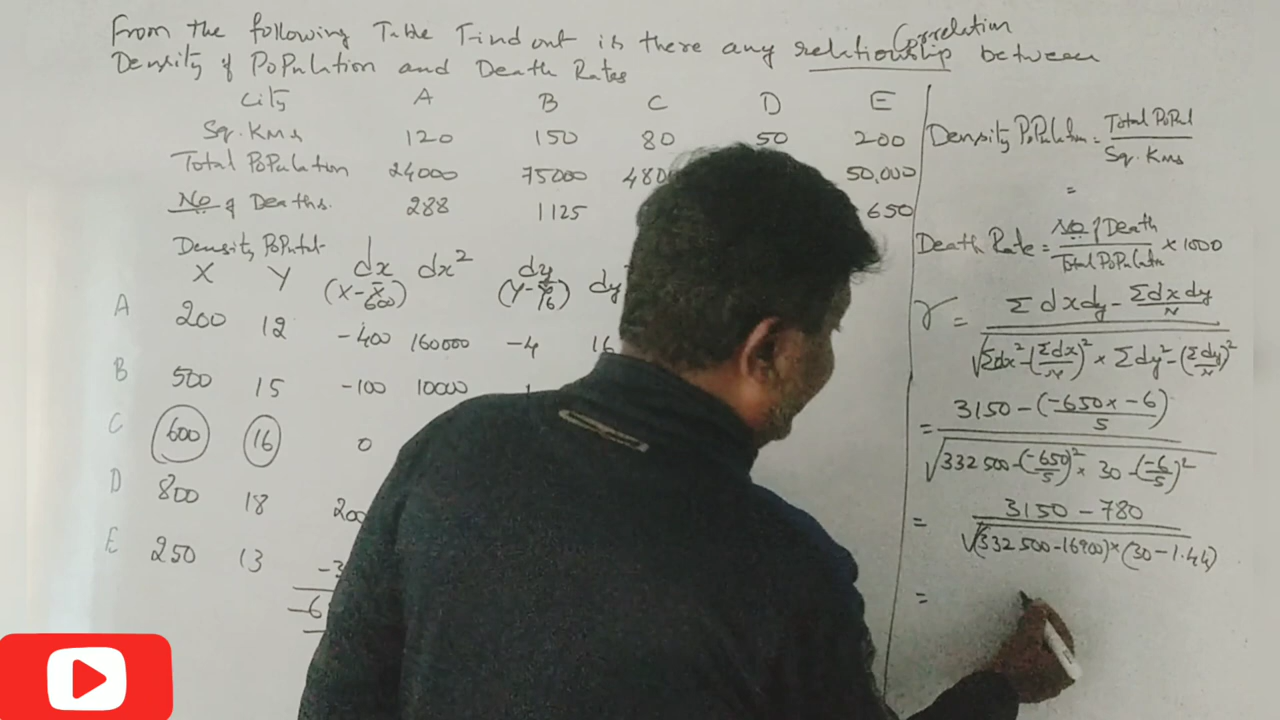 From the following Table Find out is there any relationship between
Correlation
Density of Population and Death Rates
City A B C D E
Sq. Kms 120 150 80 50 200
Total Population 24000 75000 480 50,000
No of Deaths. 288 1125 650
Density Poputal-
X Y dx dx² dy dy
(X-x̄) (Y-ȳ)
600 16
A 200 12 -400 160000 -4 16
B 500 15 -100 10000
C 600 16 0
D 800 18 200
E 250 13 -3
-6
Density Population = Total Popul / Sq. Kms
=
Death Rate = No of Death / Total Populatn × 1000
r = Σdxdy - Σdx dy / N
√Σdx² - (Σdx/N)² × Σdy² - (Σdy/N)²
= 3150 - (-650 x -6) / 5
√332500 - (-650/5)² × 30 - (-6/5)²
= 3150 - 780
√(332500-16900) × (30-1.44)
=